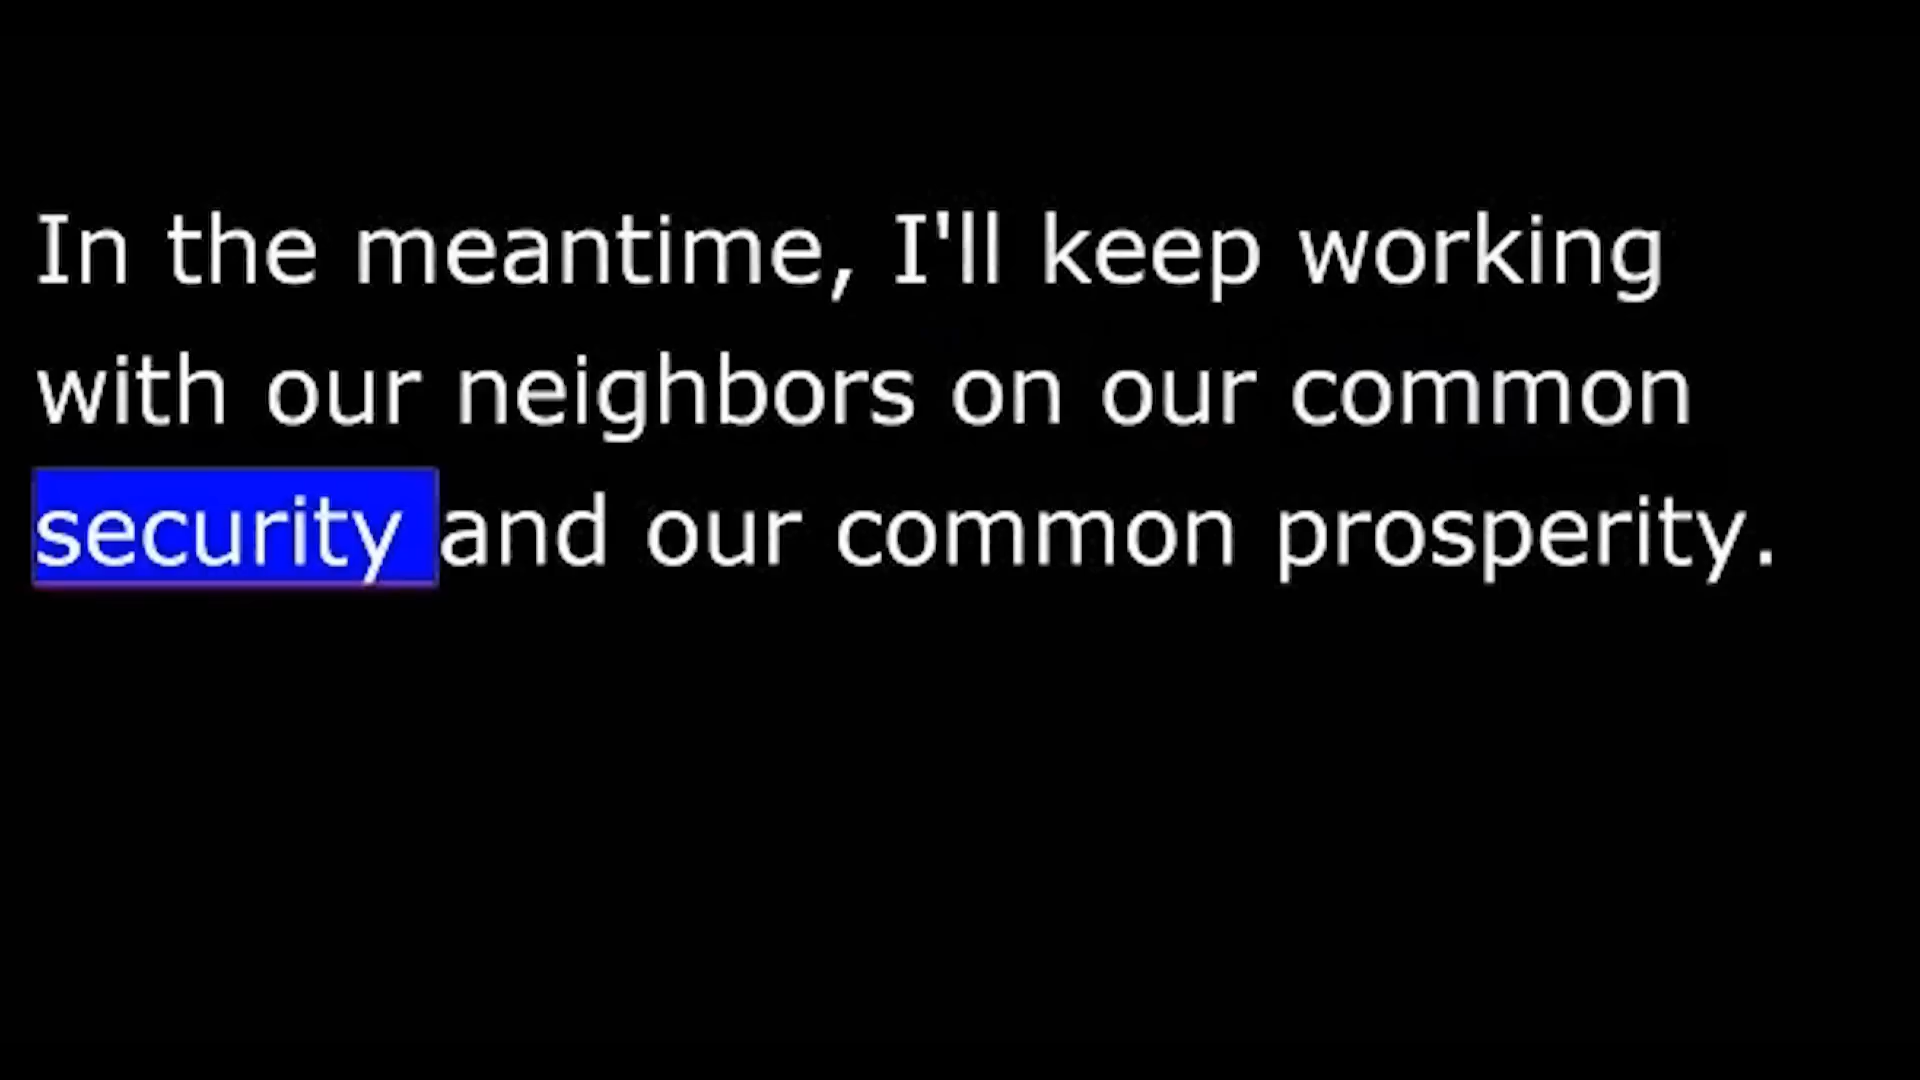 In the meantime, I'll keep working
with our neighbors on our common
security and our common prosperity.